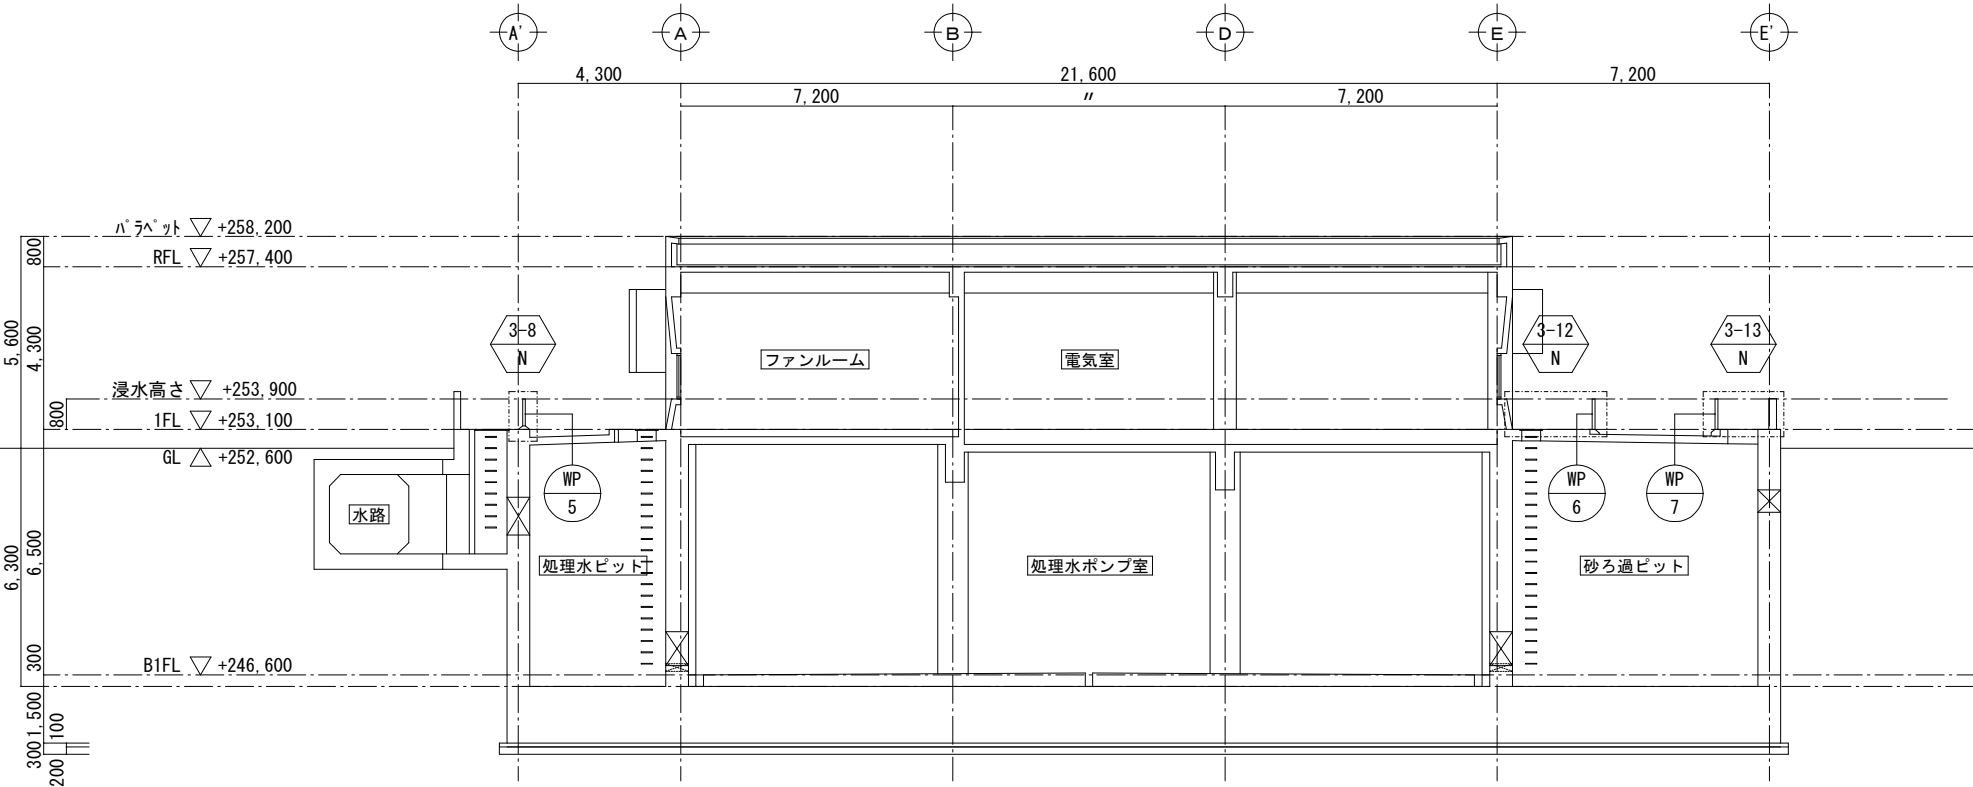 A' A B D E E'
4,300 21,600 7,200
7,200 〃 7,200
パラペット ▽ +258,200
800
RFL ▽ +257,400
5,600
4,300
3-8
N
3-12
N
3-13
N
ファンルーム
電気室
浸水高さ ▽ +253,900
800
1FL ▽ +253,100
GL △ +252,600
WP
5
WP
6
WP
7
水路
6,300
6,500
処理水ピット
処理水ポンプ室
砂ろ過ピット
300
B1FL ▽ +246,600
1,500
100
300
200